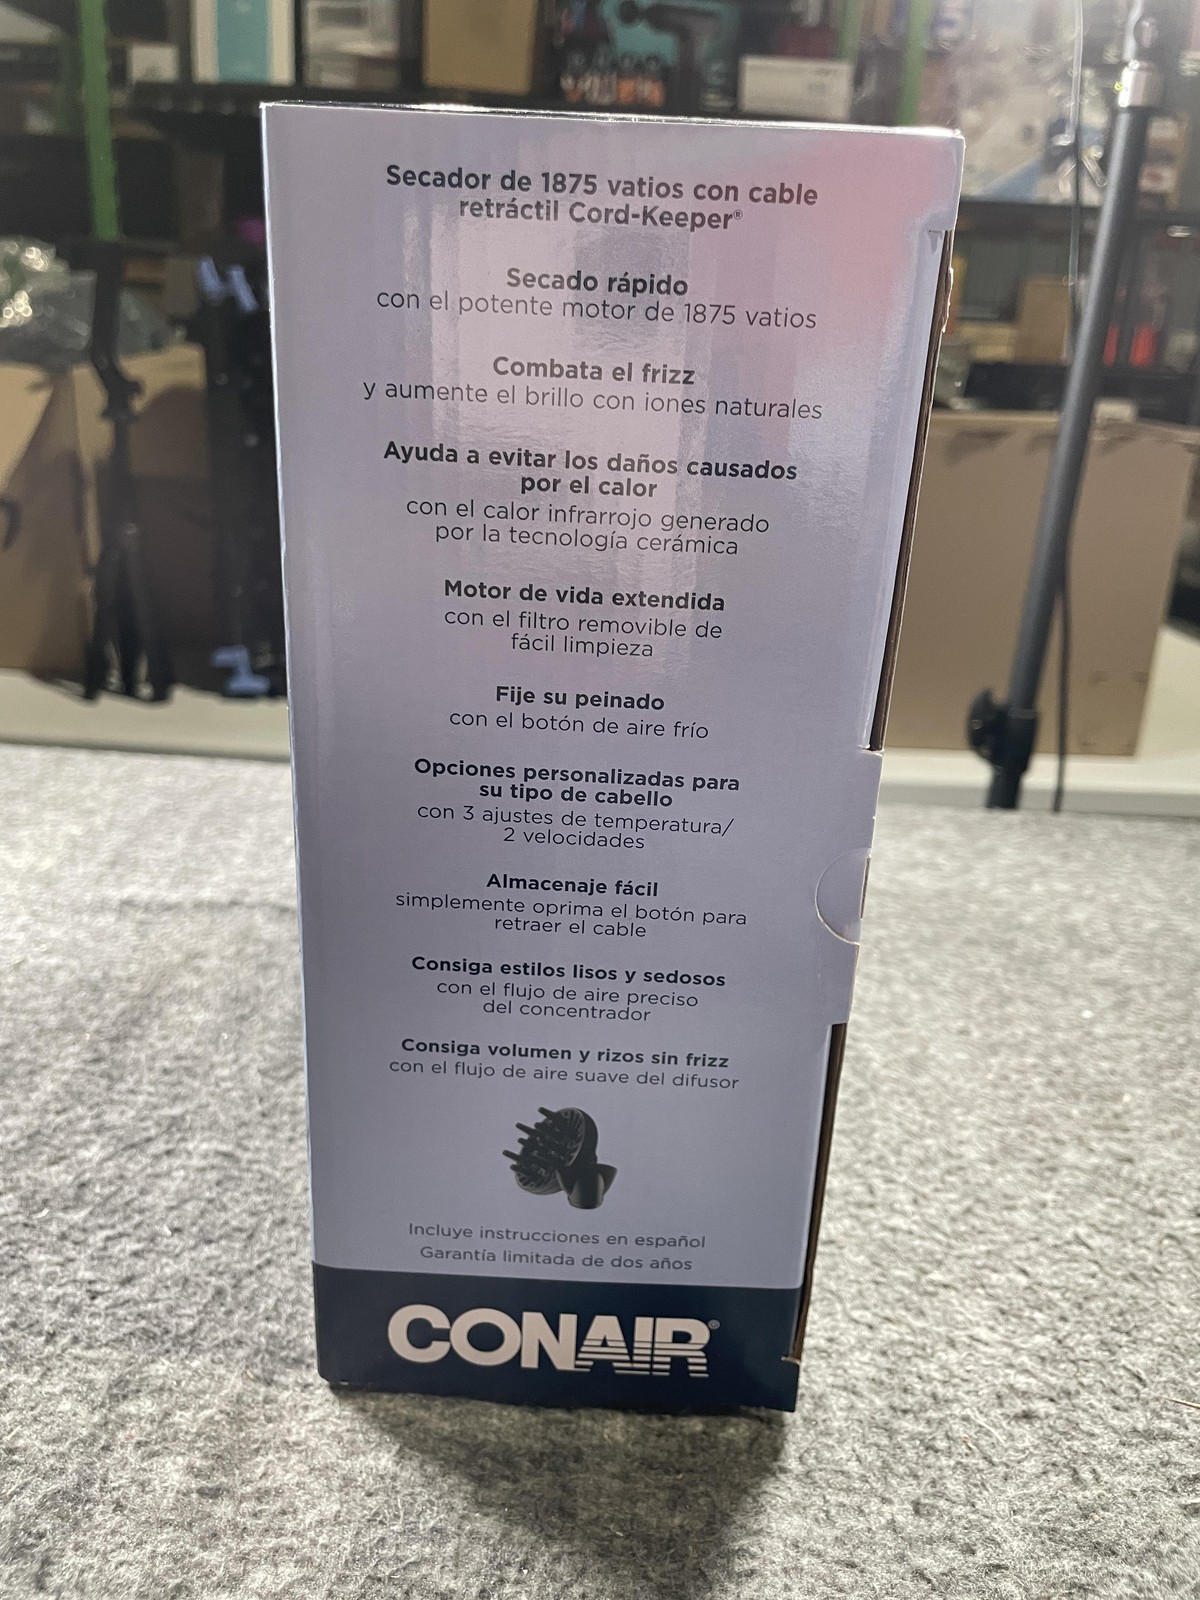 Secador de 1875 vatios con cable
retráctil Cord-Keeper®
Secado rápido
con el potente motor de 1875 vatios
Combata el frizz
y aumente el brillo con iones naturales
Ayuda a evitar los daños causados
por el calor
con el calor infrarrojo generado
por la tecnología cerámica
Motor de vida extendida
con el filtro removible de
fácil limpieza
Fije su peinado
con el botón de aire frío
Opciones personalizadas para
su tipo de cabello
con 3 ajustes de temperatura/
2 velocidades
Almacenaje fácil
simplemente oprima el botón para
retraer el cable
Consiga estilos lisos y sedosos
con el flujo de aire preciso
del concentrador
Consiga volumen y rizos sin frizz
con el flujo de aire suave del difusor
Incluye instrucciones en español
Garantía limitada de dos años
CONAIR®